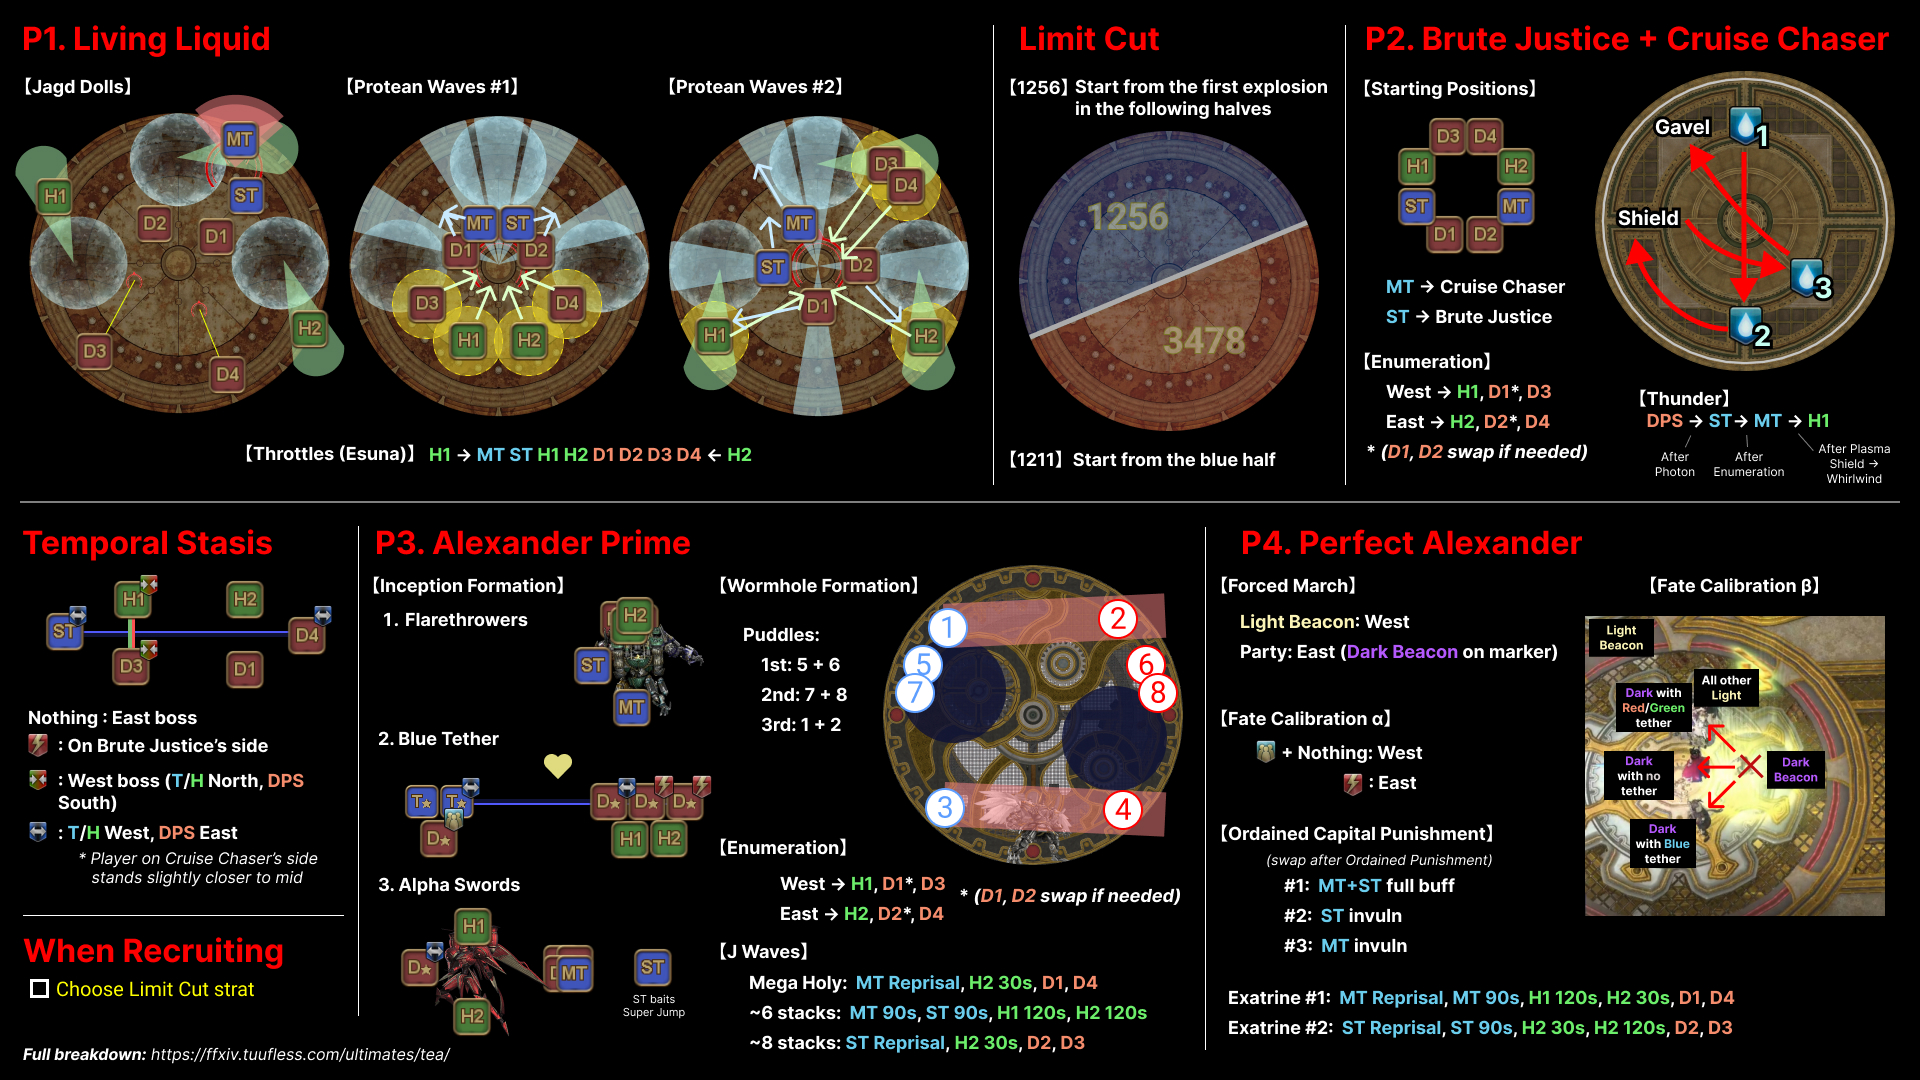 P1. Living Liquid
【Jagd Dolls】
MT
H1
ST
D2
D1
H2
D3
D4
【Protean Waves #1】
MT
ST
D1
D2
D3
D4
H1
H2
【Protean Waves #2】
D3
D4
MT
ST
D2
D1
H1
H2
【Throttles (Esuna)】 H1 → MT ST H1 H2 D1 D2 D3 D4 ← H2
Limit Cut
【1256】 Start from the first explosion
in the following halves
1256
3478
【1211】 Start from the blue half
P2. Brute Justice + Cruise Chaser
【Starting Positions】
D3 D4
H1 H2
ST MT
D1 D2
MT → Cruise Chaser
ST → Brute Justice
【Enumeration】
West → H1, D1*, D3
East → H2, D2*, D4
* (D1, D2 swap if needed)
Gavel
1
Shield
3
2
【Thunder】
DPS → ST → MT → H1
After
Photon
After
Enumeration
After Plasma
Shield →
Whirlwind
Temporal Stasis
H1
H2
ST
D4
D3
D1
Nothing : East boss
: On Brute Justice's side
: West boss (T/H North, DPS
South)
: T/H West, DPS East
* Player on Cruise Chaser's side
stands slightly closer to mid
When Recruiting
Choose Limit Cut strat
Full breakdown: https://ffxiv.tuufless.com/ultimates/tea/
P3. Alexander Prime
【Inception Formation】
1. Flarethrowers
H2
ST
MT
2. Blue Tether
T★ T★ D★ D★ D★
D★ H1 H2
3. Alpha Swords
H1
D★
D MT
ST
H2
ST baits
Super Jump
【Wormhole Formation】
Puddles:
1st: 5 + 6
2nd: 7 + 8
3rd: 1 + 2
1
2
5
6
7
8
3
4
【Enumeration】
West → H1, D1*, D3
East → H2, D2*, D4
* (D1, D2 swap if needed)
【J Waves】
Mega Holy: MT Reprisal, H2 30s, D1, D4
~6 stacks: MT 90s, ST 90s, H1 120s, H2 120s
~8 stacks: ST Reprisal, H2 30s, D2, D3
P4. Perfect Alexander
【Forced March】
Light Beacon: West
Party: East (Dark Beacon on marker)
【Fate Calibration α】
+ Nothing: West
: East
【Ordained Capital Punishment】
(swap after Ordained Punishment)
#1: MT+ST full buff
#2: ST invuln
#3: MT invuln
【Fate Calibration β】
Light
Beacon
All other
Light
Dark with
Red/Green
tether
Dark
with no
tether
Dark
Beacon
Dark
with Blue
tether
Exatrine #1: MT Reprisal, MT 90s, H1 120s, H2 30s, D1, D4
Exatrine #2: ST Reprisal, ST 90s, H2 30s, H2 120s, D2, D3